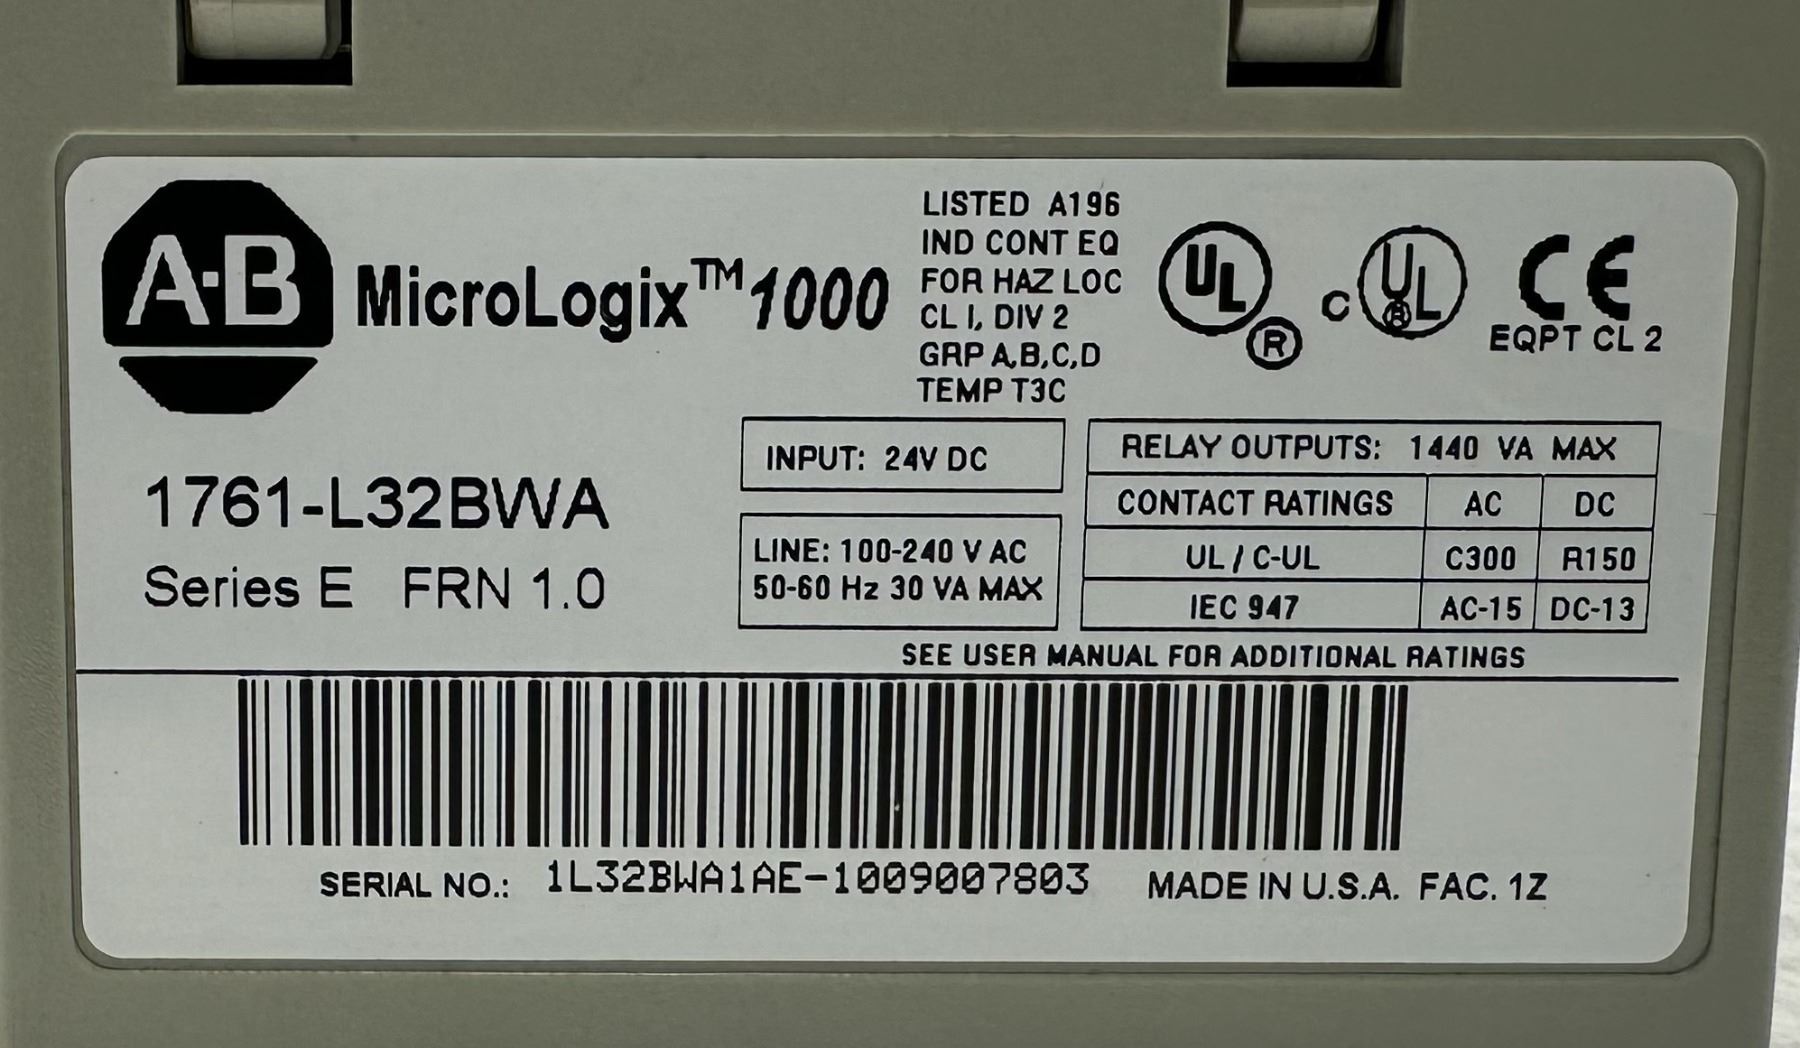 A-B
MicroLogix™ 1000
LISTED A196
IND CONT EQ
FOR HAZ LOC
CL I, DIV 2
GRP A,B,C,D
TEMP T3C
UL ®
c UL ®
CE
EQPT CL 2
1761-L32BWA
Series E FRN 1.0
INPUT: 24V DC
LINE: 100-240 V AC
50-60 Hz 30 VA MAX
RELAY OUTPUTS: 1440 VA MAX
CONTACT RATINGS AC DC
UL / C-UL C300 R150
IEC 947 AC-15 DC-13
SEE USER MANUAL FOR ADDITIONAL RATINGS
SERIAL NO.: 1L32BWA1AE-1009007803 MADE IN U.S.A. FAC. 1Z